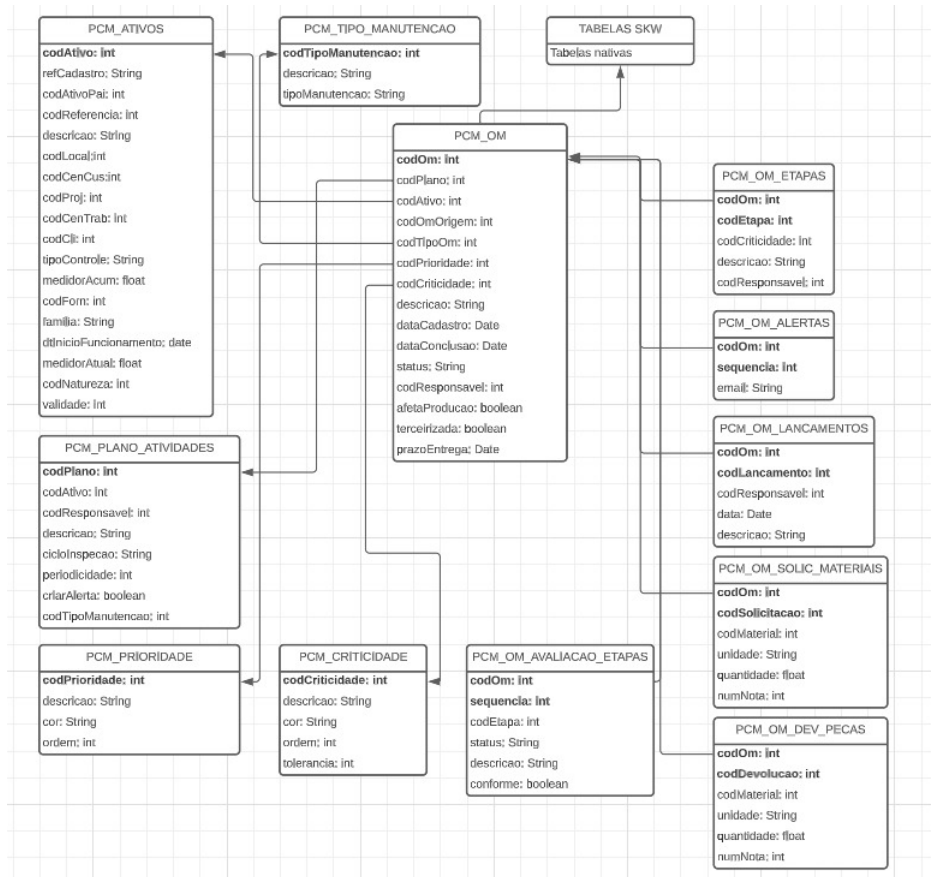 PCM_ATIVOS
codAtivo: int
refCadastro: String
codAtivoPai: int
codReferencia: int
descricao: String
codLocal:int
codCenCus:int
codProj: int
codCenTrab: int
codCli: int
tipoControle: String
medidorAcum: float
codForn: int
familia: String
dtInicioFuncionamento: date
medidorAtual: float
codNatureza: int
validade: int
PCM_TIPO_MANUTENCAO
codTipoManutencao: int
descricao: String
tipoManutencao: String
TABELAS SKW
Tabelas nativas
PCM_OM
codOm: int
codPlano: int
codAtivo: int
codOmOrigem: int
codTipoOm: int
codPrioridade: int
codCriticidade: int
descricao: String
dataCadastro: Date
dataConclusao: Date
status: String
codResponsavel: int
afetaProducao: boolean
terceirizada: boolean
prazoEntrega: Date
PCM_OM_ETAPAS
codOm: int
codEtapa: int
codCriticidade: int
descricao: String
codResponsavel: int
PCM_OM_ALERTAS
codOm: int
sequencia: int
email: String
PCM_OM_LANCAMENTOS
codOm: int
codLancamento: int
codResponsavel: int
data: Date
descricao: String
PCM_PLANO_ATIVIDADES
codPlano: int
codAtivo: int
codResponsavel: int
descricao: String
cicloInspecao: String
periodicidade: int
criarAlerta: boolean
codTipoManutencao: int
PCM_OM_SOLIC_MATERIAIS
codOm: int
codSolicitacao: int
codMaterial: int
unidade: String
quantidade: float
numNota: int
PCM_PRIORIDADE
codPrioridade: int
descricao: String
cor: String
ordem: int
PCM_CRITICIDADE
codCriticidade: int
descricao: String
cor: String
ordem: int
tolerancia: int
PCM_OM_AVALIACAO_ETAPAS
codOm: int
sequencia: int
codEtapa: int
status: String
descricao: String
conforme: boolean
PCM_OM_DEV_PECAS
codOm: int
codDevolucao: int
codMaterial: int
unidade: String
quantidade: float
numNota: int